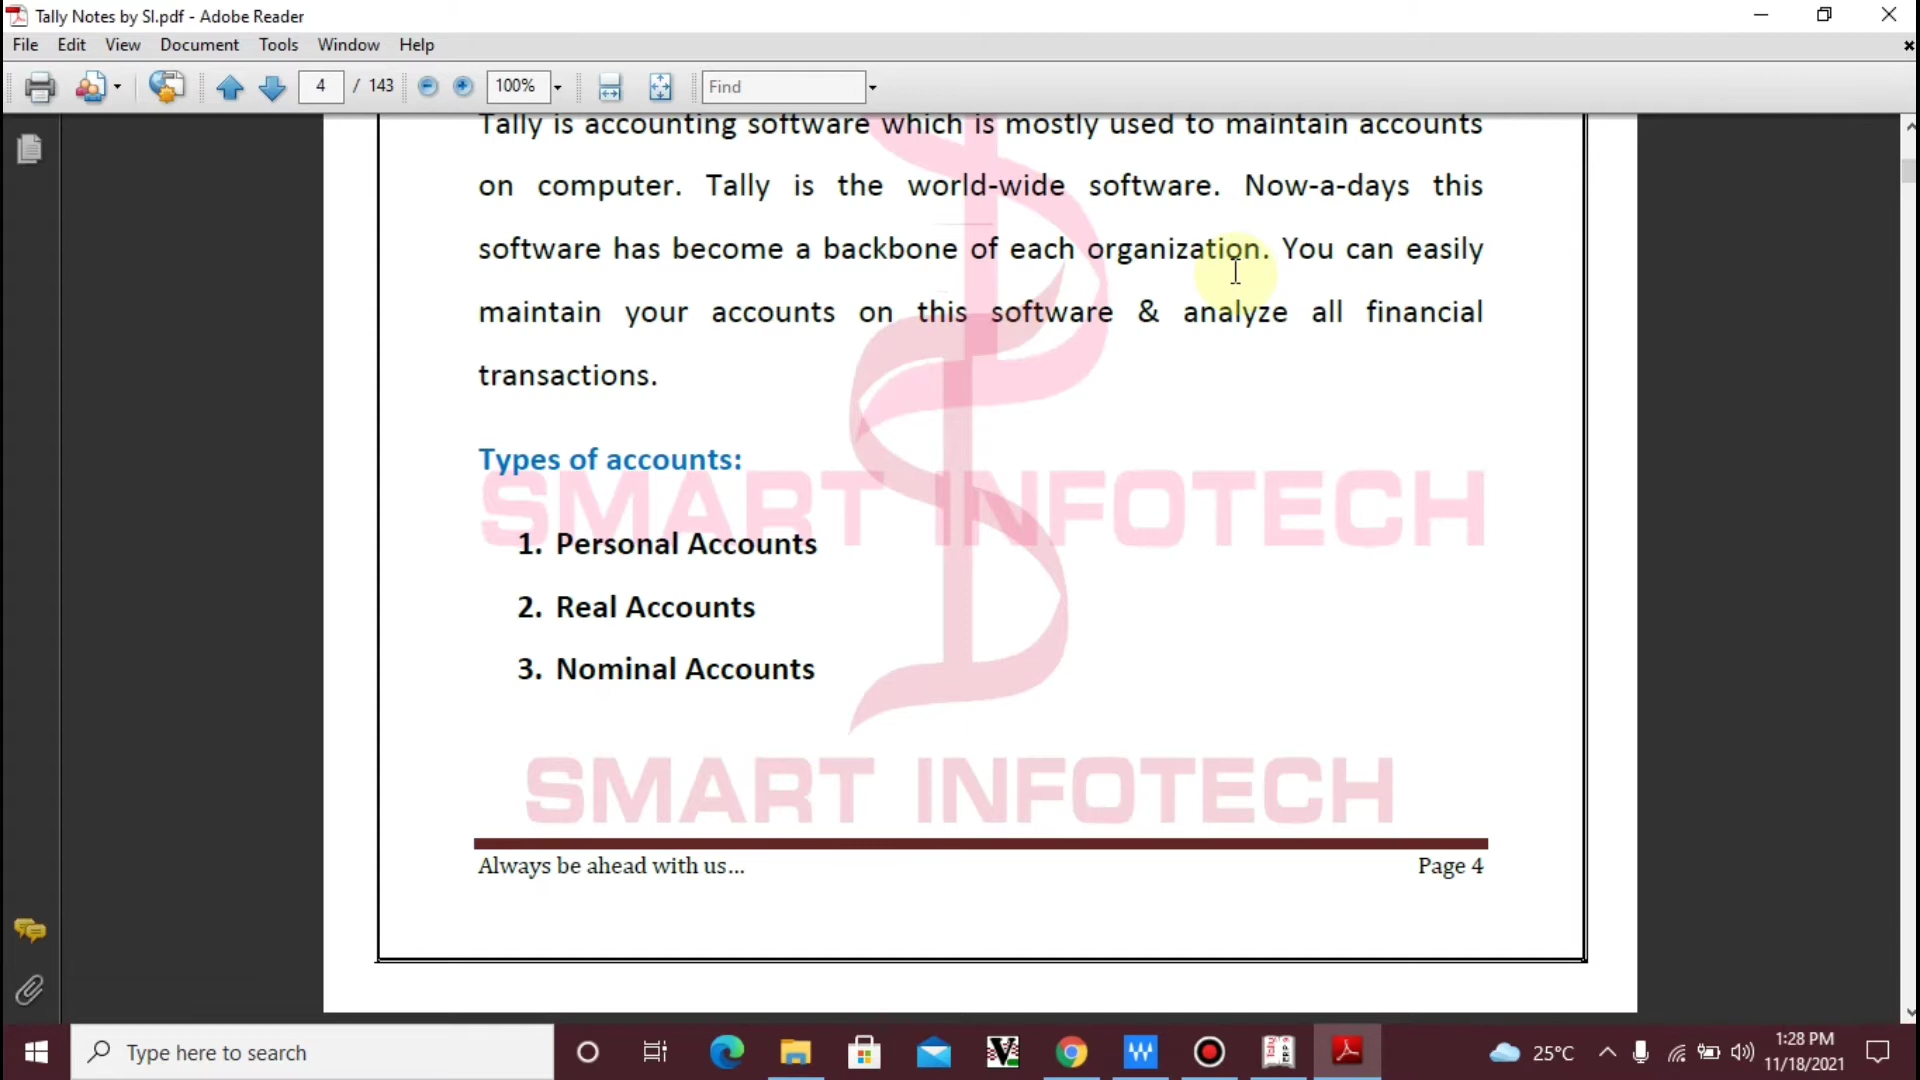 Tally Notes by SI.pdf - Adobe Reader
File Edit View Document Tools Window Help
4 / 143 100% Find
Tally is accounting software which is mostly used to maintain accounts
on computer. Tally is the world-wide software. Now-a-days this
software has become a backbone of each organization. You can easily
maintain your accounts on this software & analyze all financial
transactions.
Types of accounts:
SMART INFOTECH
1. Personal Accounts
2. Real Accounts
3. Nominal Accounts
SMART INFOTECH
Always be ahead with us... Page 4
Type here to search 25°C 1:28 PM
11/18/2021